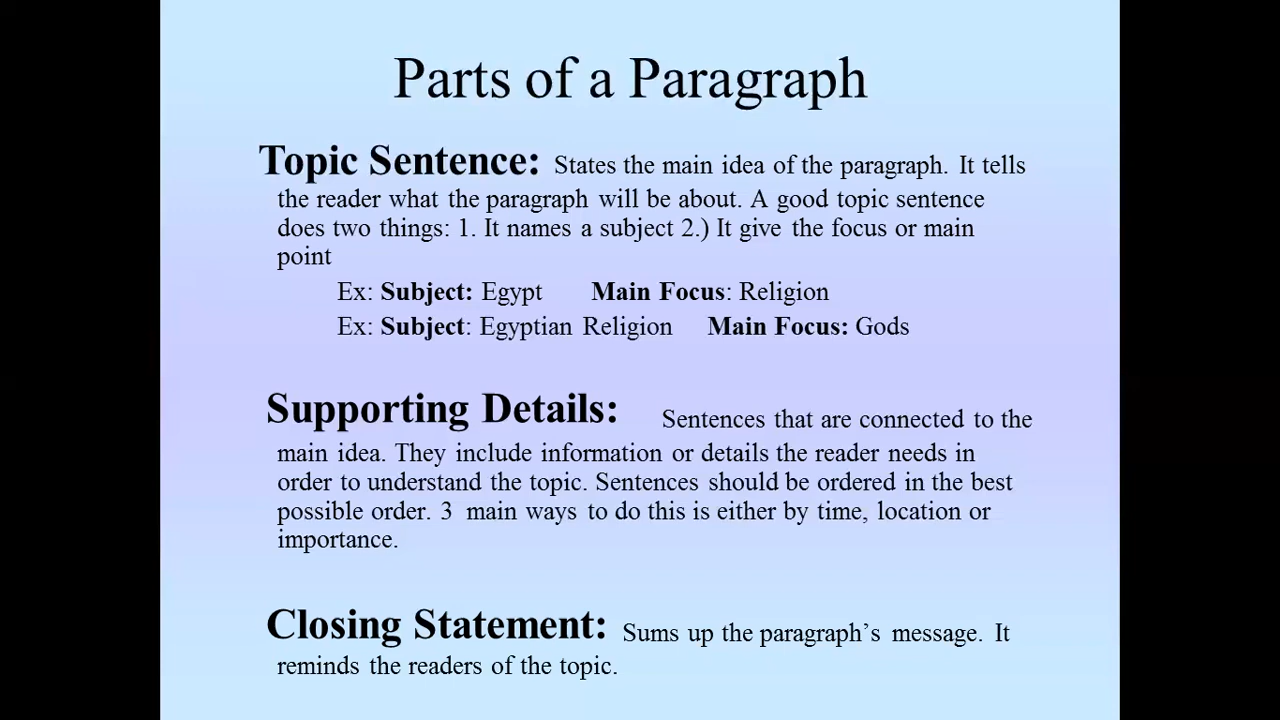 Parts of a Paragraph
Topic Sentence: States the main idea of the paragraph. It tells
the reader what the paragraph will be about. A good topic sentence
does two things: 1. It names a subject 2.) It give the focus or main
point
Ex: Subject: Egypt Main Focus: Religion
Ex: Subject: Egyptian Religion Main Focus: Gods
Supporting Details: Sentences that are connected to the
main idea. They include information or details the reader needs in
order to understand the topic. Sentences should be ordered in the best
possible order. 3 main ways to do this is either by time, location or
importance.
Closing Statement: Sums up the paragraph’s message. It
reminds the readers of the topic.